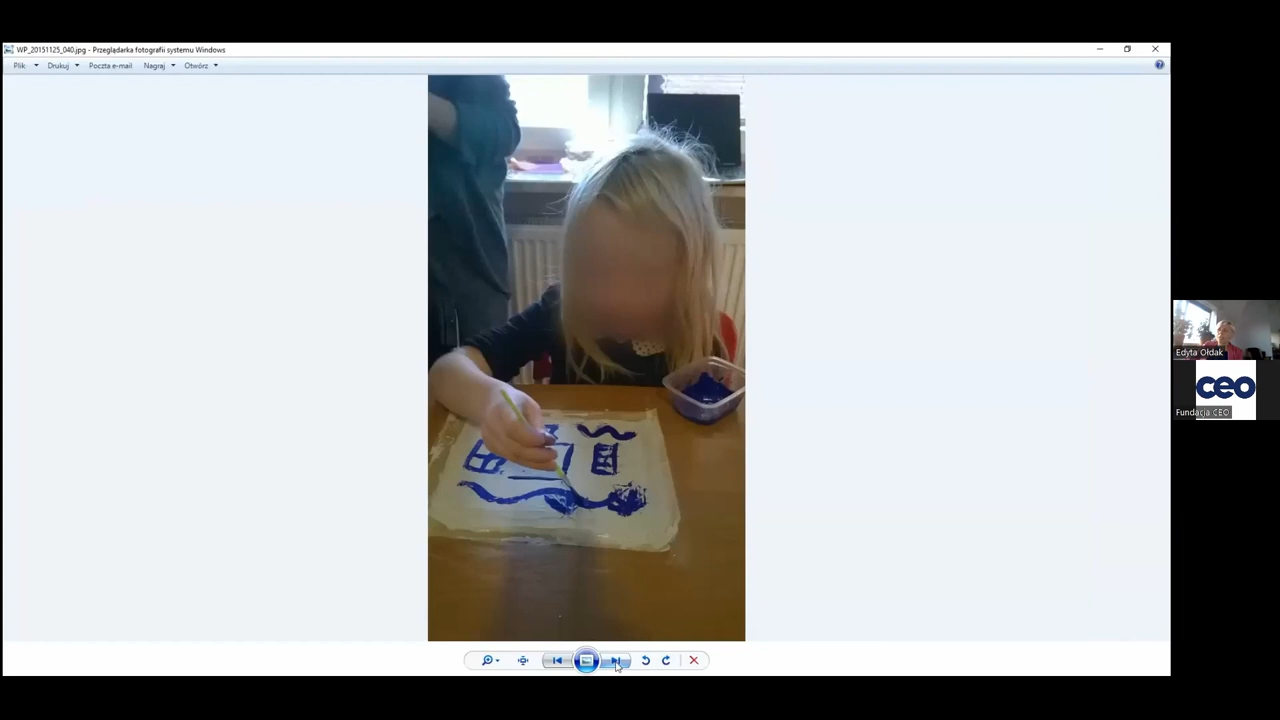 WP_20151125_040.jpg - Przeglądarka fotografii systemu Windows
Plik Drukuj Poczta e-mail Nagraj Otwórz
Edyta Ołdak
ceo
Fundacja CEO